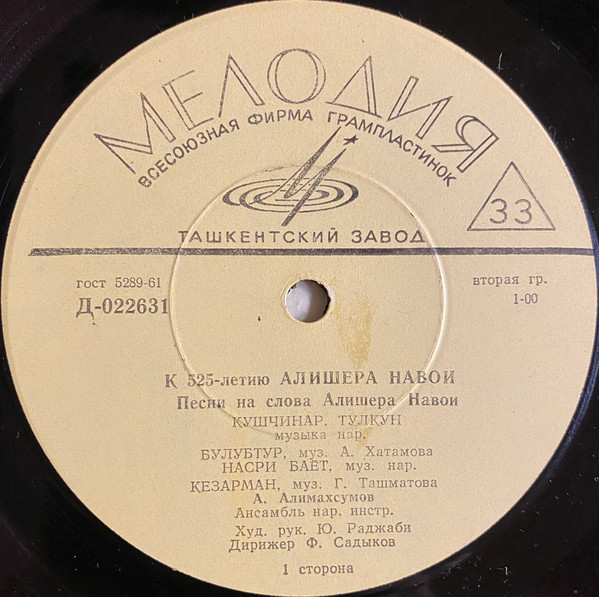 МЕЛОДИЯ
ВСЕСОЮЗНАЯ ФИРМА ГРАМПЛАСТИНОК
33
ТАШКЕНТСКИЙ ЗАВОД
гост 5289-61
Д-022631
вторая гр.
1-00
К 525-летию АЛИШЕРА НАВОИ
Песни на слова Алишера Навои
ҚУШЧИНАР. ТУЛҚУН
музыка нар.
БУЛУБТУР, муз. А. Хатамова
НАСРИ БАЁТ, муз. нар.
КЕЗАРМАН, муз. Г. Ташматова
А. Алимахсумов
Ансамбль нар. инстр.
Худ. рук. Ю. Раджаби
Дирижер Ф. Садыков
1 сторона